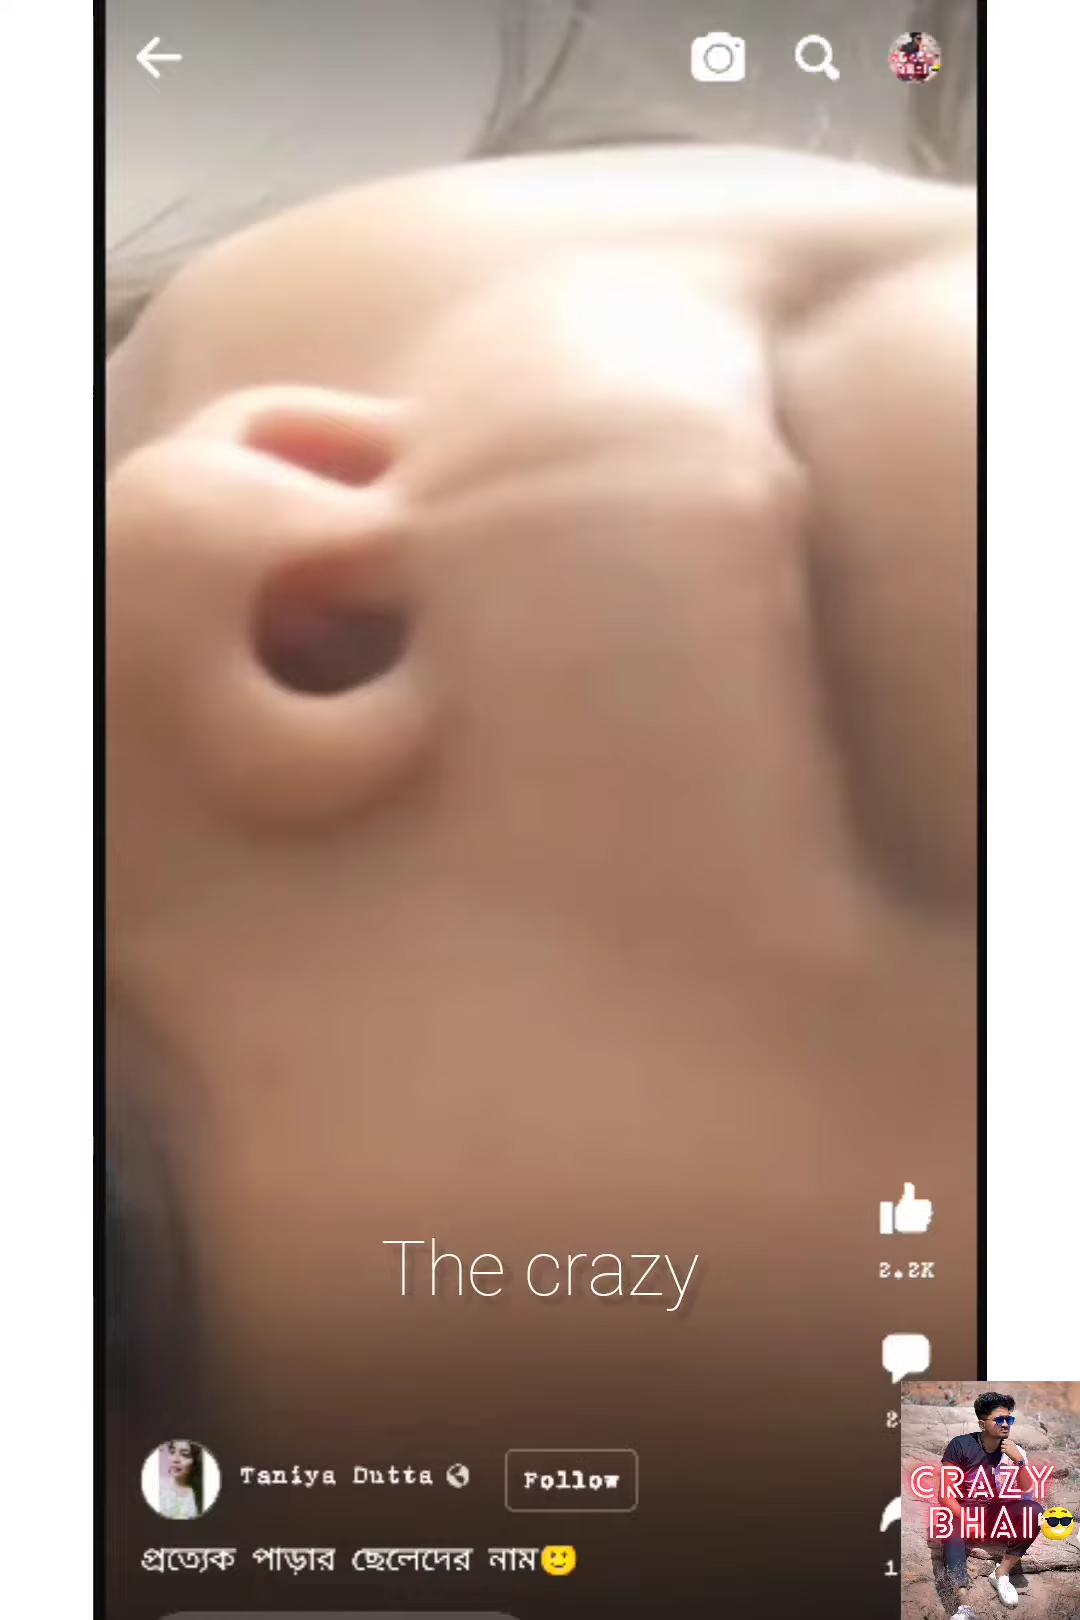 The crazy
2.2K
Taniya Dutta
Follow
প্রত্যেক পাড়ার ছেলেদের নাম😉
CRAZY
BHAI😎